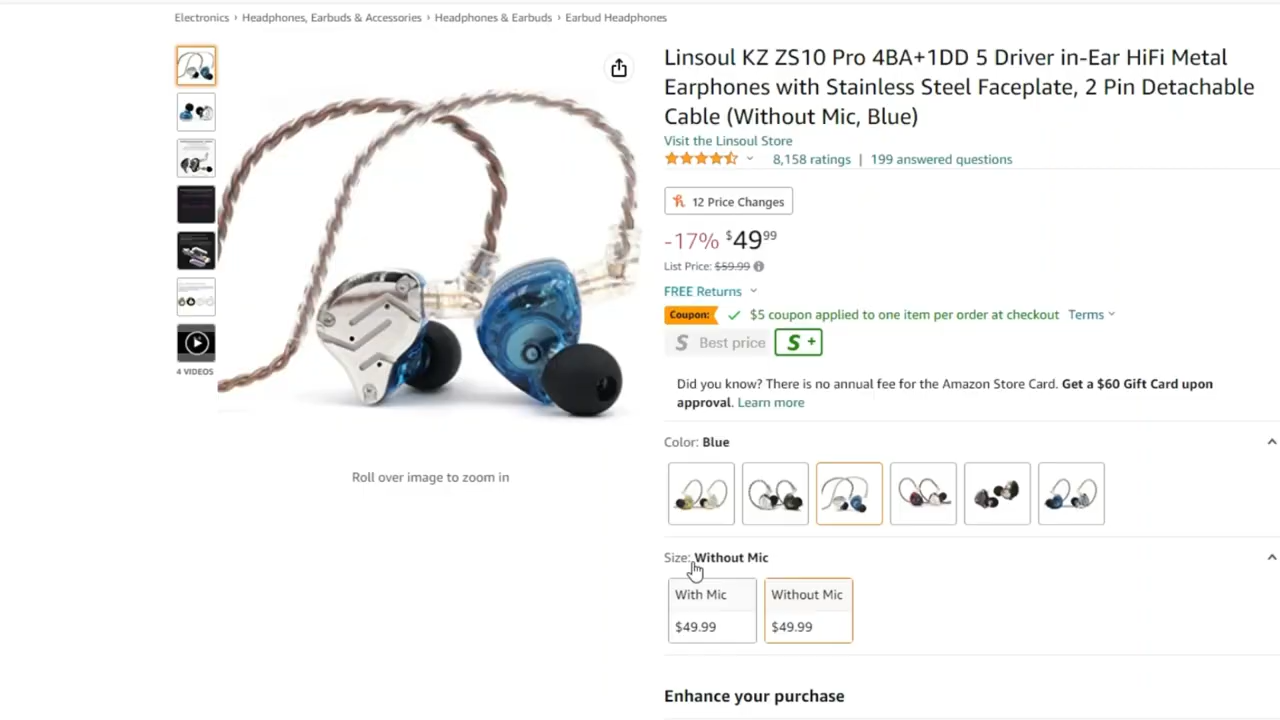 Electronics › Headphones, Earbuds & Accessories › Headphones & Earbuds › Earbud Headphones
Linsoul KZ ZS10 Pro 4BA+1DD 5 Driver in-Ear HiFi Metal
Earphones with Stainless Steel Faceplate, 2 Pin Detachable
Cable (Without Mic, Blue)
Visit the Linsoul Store
8,158 ratings | 199 answered questions
12 Price Changes
-17% $49 99
List Price: $59.99
FREE Returns
Coupon: $5 coupon applied to one item per order at checkout Terms
S Best price S +
Did you know? There is no annual fee for the Amazon Store Card. Get a $60 Gift Card upon
approval. Learn more
4 VIDEOS
Roll over image to zoom in
Color: Blue
Size: Without Mic
With Mic Without Mic
$49.99 $49.99
Enhance your purchase